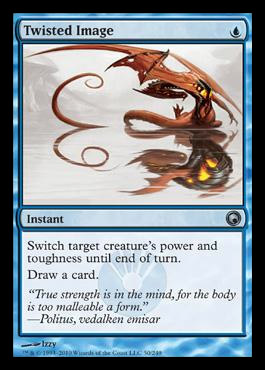 Twisted Image
Instant
Switch target creature's power and
toughness until end of turn.
Draw a card.
"True strength is in the mind, for the body
is too malleable a form."
—Politus, vedalken emisar
Izzy
™ & © 1993–2010 Wizards of the Coast LLC 50/249